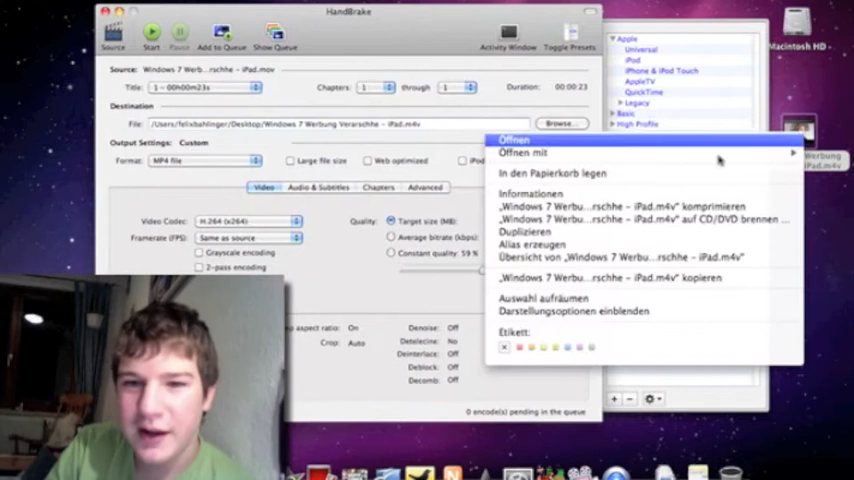 HandBrake
Source
Start
Pause
Add to Queue
Show Queue
Activity Window
Toggle Presets
Source: Windows 7 Werb...rschhe - iPad.mov
Title: 1 - 00h00m23s
Chapters: 1 through 1
Duration: 00:00:23
Destination
File: /Users/felixbahlinger/Desktop/Windows 7 Werbung Verarschhe - iPad.m4v
Browse...
Output Settings: Custom
Format: MP4 file
Large file size
Web optimized
iPod
Video
Audio & Subtitles
Chapters
Advanced
Video Codec: H.264 (x264)
Framerate (FPS): Same as source
Grayscale encoding
2-pass encoding
Quality: Target size (MB):
Average bitrate (kbps):
Constant quality: 59 %
aspect ratio: On
Crop: Auto
Denoise: Off
Detelecine: No
Deinterlace: Off
Deblock: Off
Decomb: Off
0 encode(s) pending in the queue
Apple
Universal
iPod
iPhone & iPod Touch
AppleTV
QuickTime
Legacy
Basic
High Profile
Öffnen
Öffnen mit
In den Papierkorb legen
Informationen
„Windows 7 Werbu...rschhe - iPad.m4v" komprimieren
„Windows 7 Werbu...rschhe - iPad.m4v" auf CD/DVD brennen ...
Duplizieren
Alias erzeugen
Übersicht von „Windows 7 Werbu...rschhe - iPad.m4v"
„Windows 7 Werbu...rschhe - iPad.m4v" kopieren
Auswahl aufräumen
Darstellungsoptionen einblenden
Etikett:
Macintosh HD
Werbung
iPad.m4v